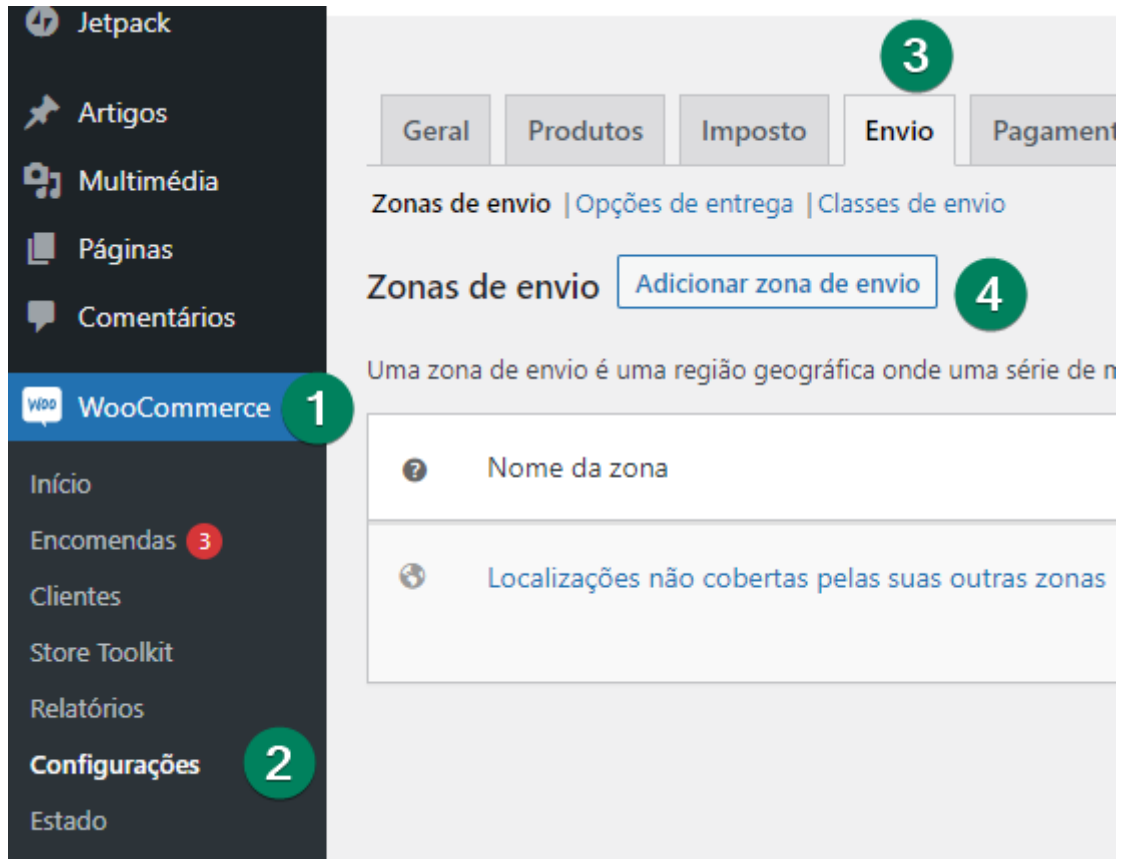 Jetpack
Artigos
Multimédia
Páginas
Comentários
Woo WooCommerce 1
Início
Encomendas 3
Clientes
Store Toolkit
Relatórios
Configurações 2
Estado
3
Geral Produtos Imposto Envio Pagament
Zonas de envio | Opções de entrega | Classes de envio
Zonas de envio Adicionar zona de envio 4
Uma zona de envio é uma região geográfica onde uma série de m
? Nome da zona
Localizações não cobertas pelas suas outras zonas